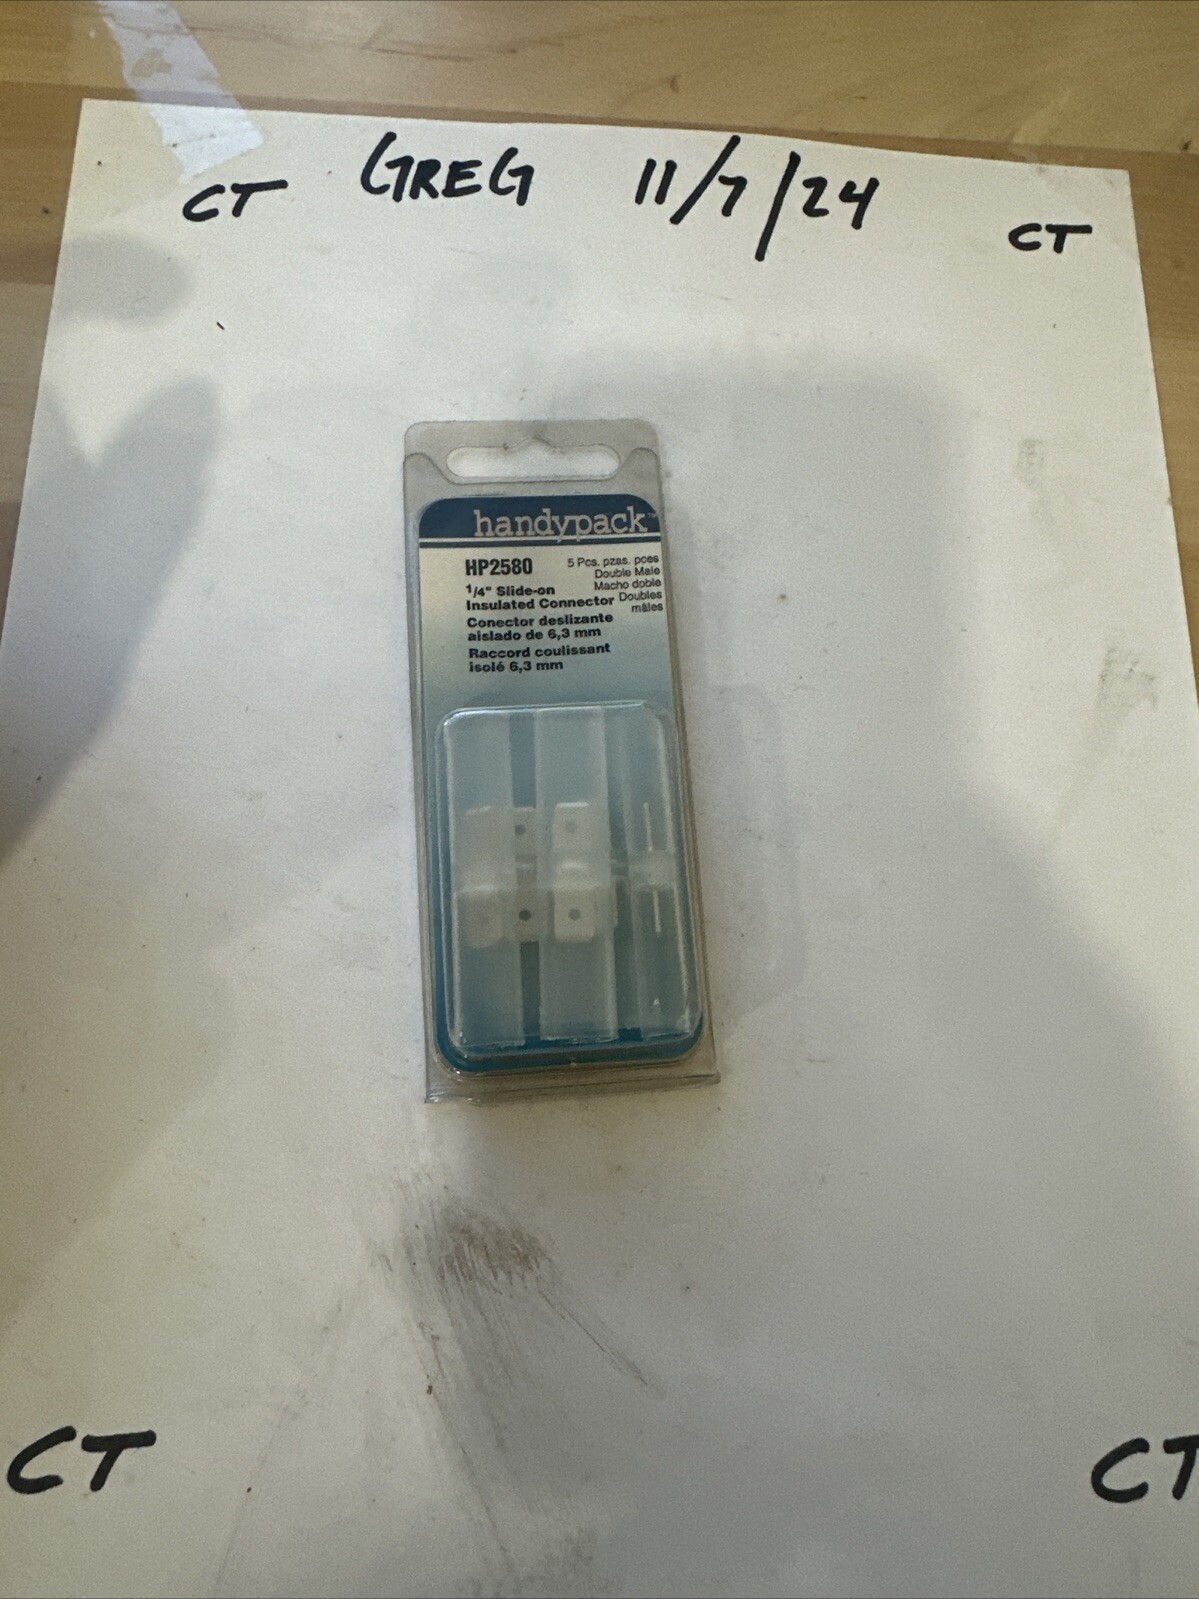 CT GREG 11/7/24 CT
handypack™
HP2580
5 Pcs. pzas. pces
Double Male
Macho doble
Doubles
mâles
1/4" Slide-on
Insulated Connector
Conector deslizante
aislado de 6,3 mm
Raccord coulissant
isolé 6,3 mm
CT CT